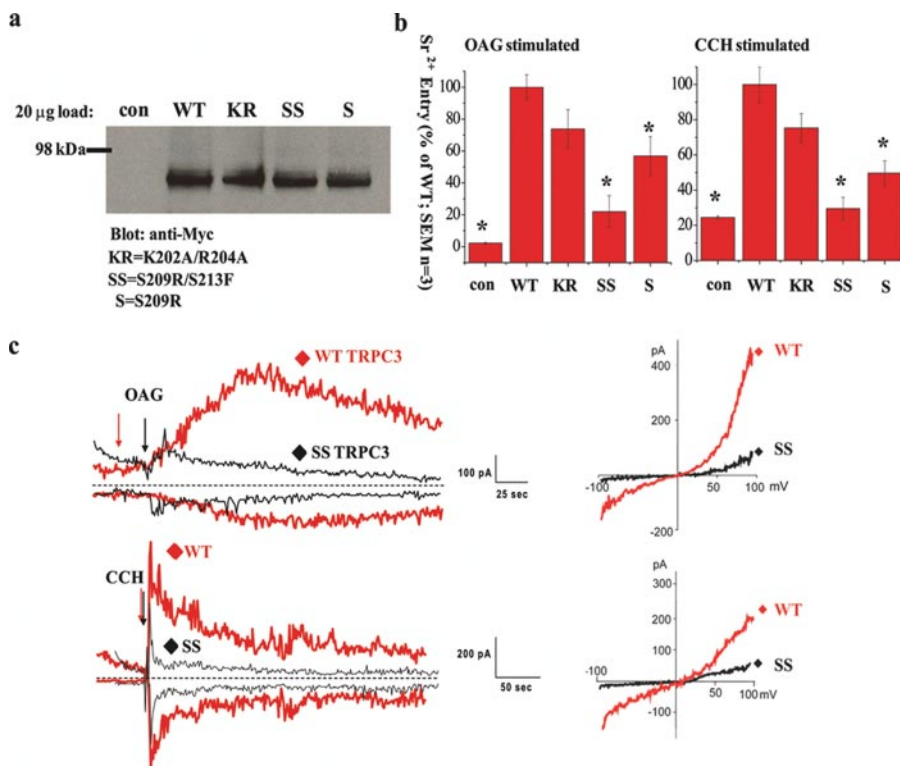 a
20 μg load: con WT KR SS S
98 kDa
Blot: anti-Myc
KR=K202A/R204A
SS=S209R/S213F
S=S209R
b
Sr2+ Entry (% of WT; SEM n=3)
OAG stimulated
100
80
60
40
20
0
*
*
*
con WT KR SS S
CCH stimulated
100
80
60
40
20
0
*
*
*
con WT KR SS S
c
WT TRPC3
OAG
SS TRPC3
100 pA
25 sec
pA
400
200
-100
50
100
mV
-200
WT
SS
WT
CCH
SS
200 pA
50 sec
pA
300
200
100
-100
50
100 mV
-100
WT
SS